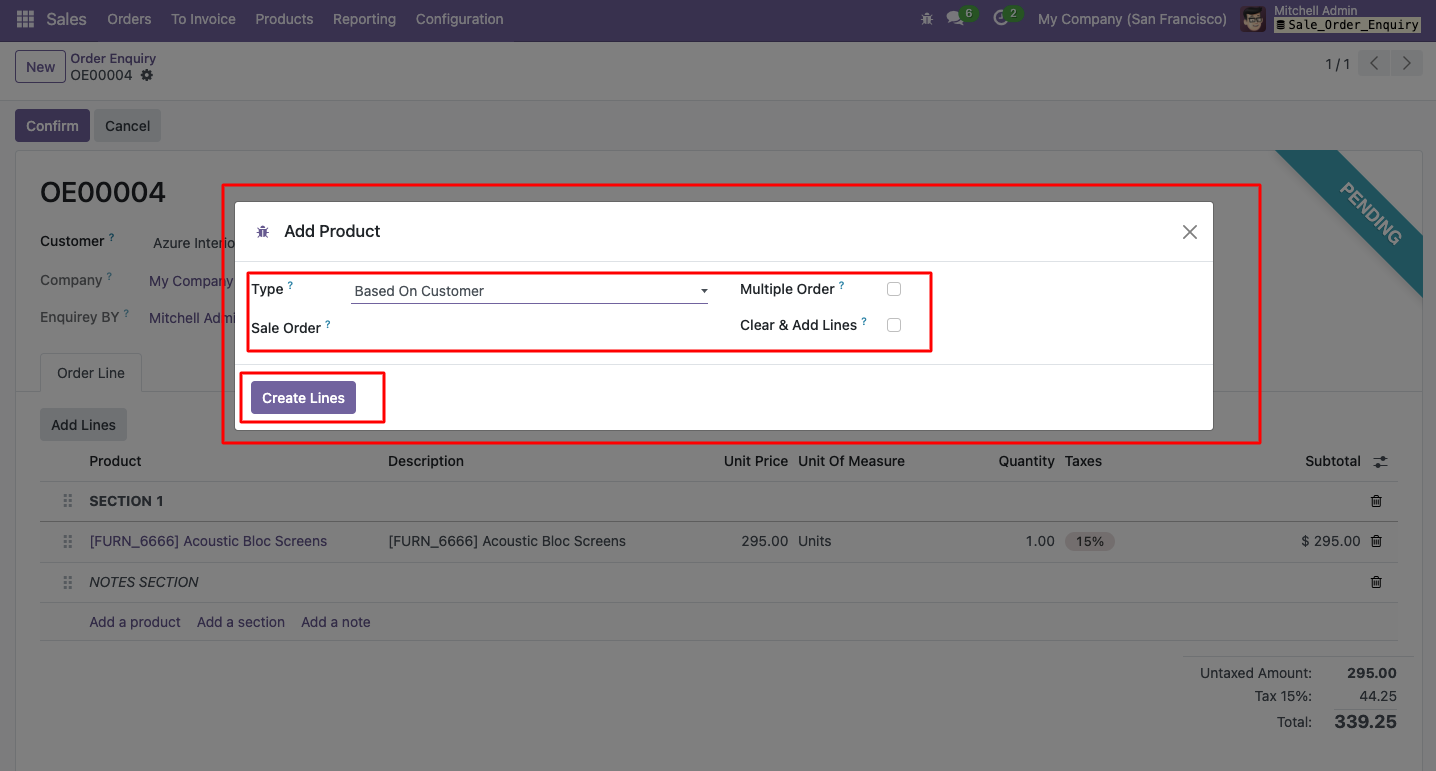 Sales Orders To Invoice Products Reporting Configuration 6 2 My Company (San Francisco) Mitchell Admin
Sale_Order_Enquiry
New Order Enquiry
OE00004
1 / 1
Confirm Cancel
OE00004
PENDING
Customer ? Azure Interio
Company ? My Company
Enquirey BY ? Mitchell Admi
Add Product
Type ? Based On Customer Multiple Order ?
Sale Order ? Clear & Add Lines ?
Create Lines
Order Line
Add Lines
Product Description Unit Price Unit Of Measure Quantity Taxes Subtotal
SECTION 1
[FURN_6666] Acoustic Bloc Screens [FURN_6666] Acoustic Bloc Screens 295.00 Units 1.00 15% $ 295.00
NOTES SECTION
Add a product Add a section Add a note
Untaxed Amount: 295.00
Tax 15%: 44.25
Total: 339.25